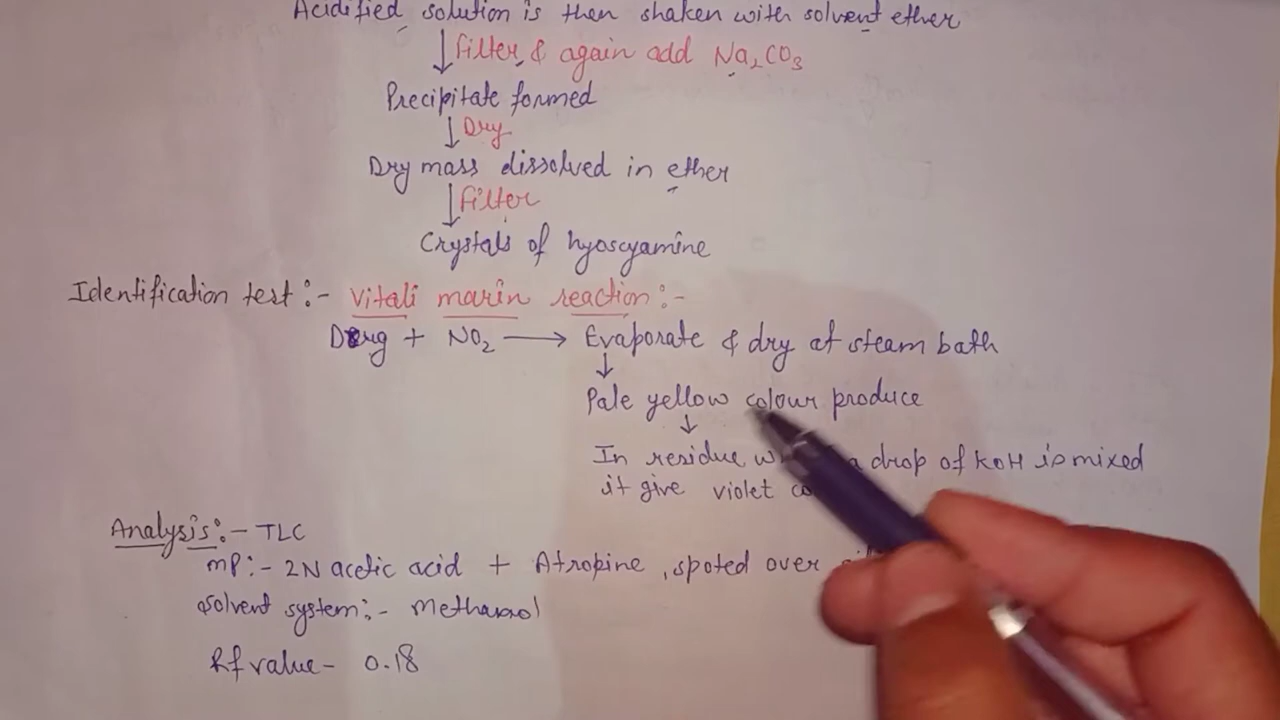 Acidified solution is then shaken with solvent ether
↓ Filter & again add Na₂CO₃
Precipitate formed
↓ Dry
Dry mass dissolved in ether
↓ Filter
Crystals of hyoscyamine
Identification test:- Vitali marin reaction:-
Drug + NO₂ → Evaporate & dry at steam bath
↓
Pale yellow colour produce
↓
In residue a drop of KOH is mixed
it give violet
Analysis:- TLC
mp:- 2N acetic acid + Atropine, spoted over
solvent system:- Methanol
Rf value- 0.18